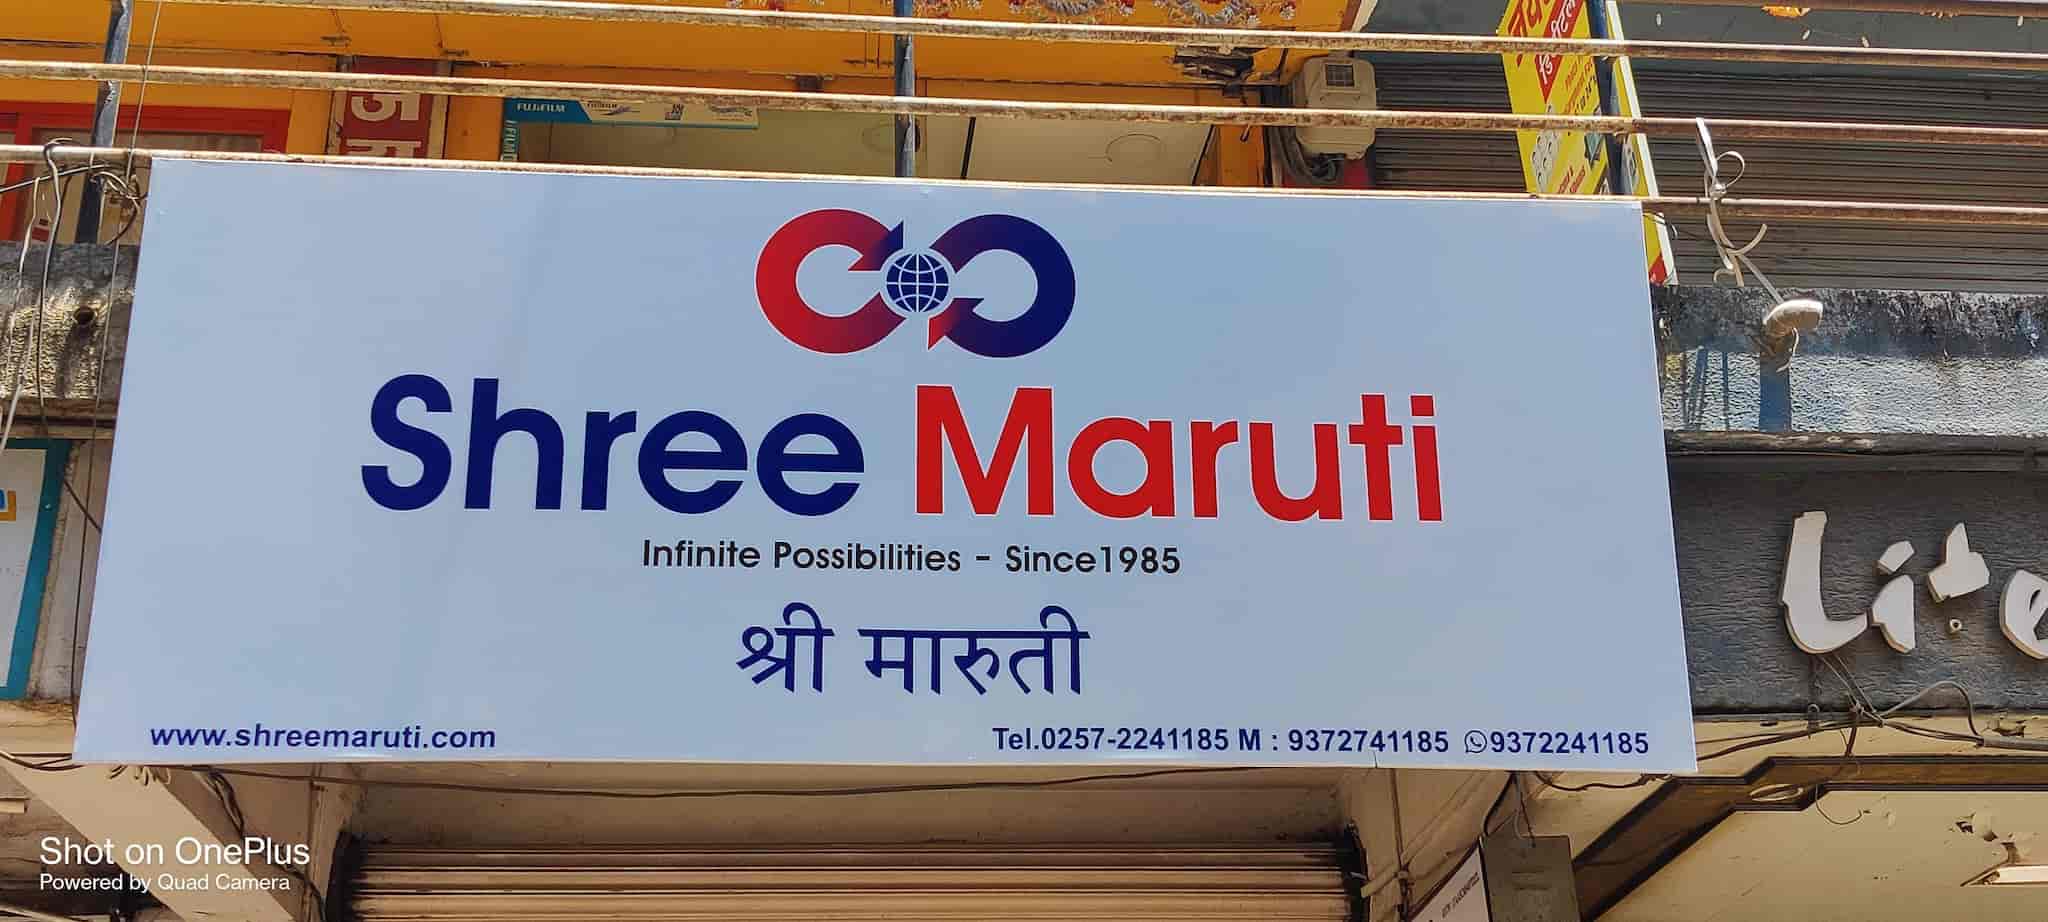 FUJIFILM
Shree Maruti
Infinite Possibilities - Since1985
श्री मारुती
www.shreemaruti.com
Tel.0257-2241185 M : 9372741185 9372241185
Shot on OnePlus
Powered by Quad Camera